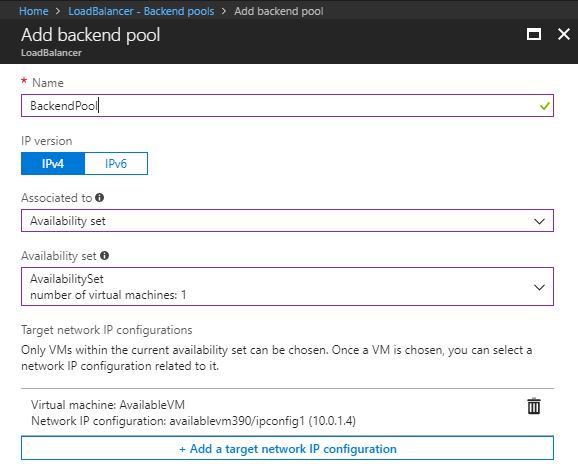 Home > LoadBalancer - Backend pools > Add backend pool
Add backend pool
LoadBalancer
* Name
BackendPool
IP version
IPv4 IPv6
Associated to
Availability set
Availability set
AvailabilitySet
number of virtual machines: 1
Target network IP configurations
Only VMs within the current availability set can be chosen. Once a VM is chosen, you can select a
network IP configuration related to it.
Virtual machine: AvailableVM
Network IP configuration: availablevm390/ipconfig1 (10.0.1.4)
+ Add a target network IP configuration